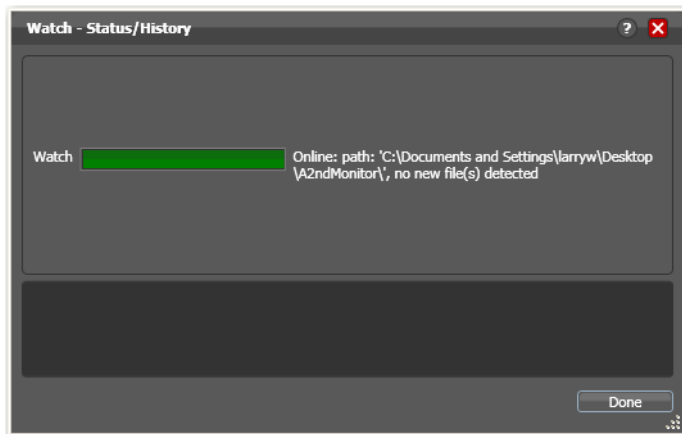 Watch - Status/History
?
Watch
Online: path: 'C:\Documents and Settings\larryw\Desktop
\A2ndMonitor\', no new file(s) detected
Done